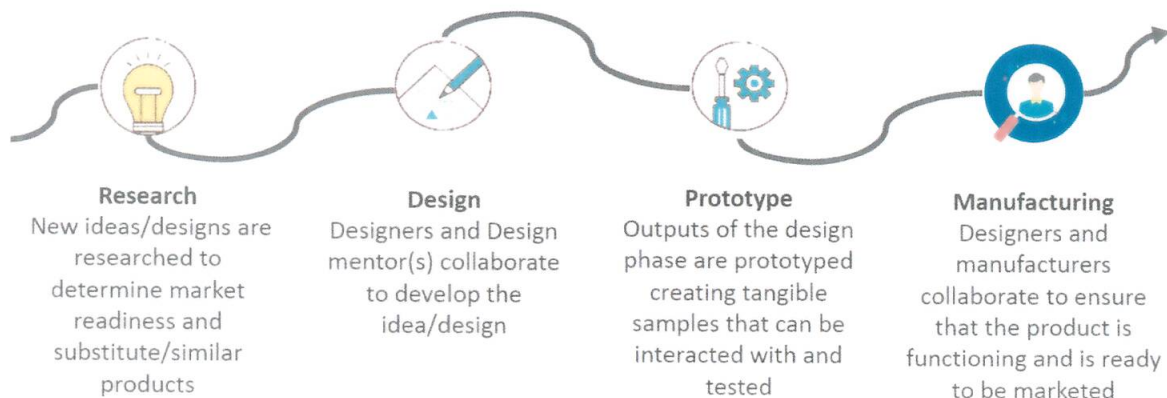 Research
New ideas/designs are
researched to
determine market
readiness and
substitute/similar
products
Design
Designers and Design
mentor(s) collaborate
to develop the
idea/design
Prototype
Outputs of the design
phase are prototyped
creating tangible
samples that can be
interacted with and
tested
Manufacturing
Designers and
manufacturers
collaborate to ensure
that the product is
functioning and is ready
to be marketed